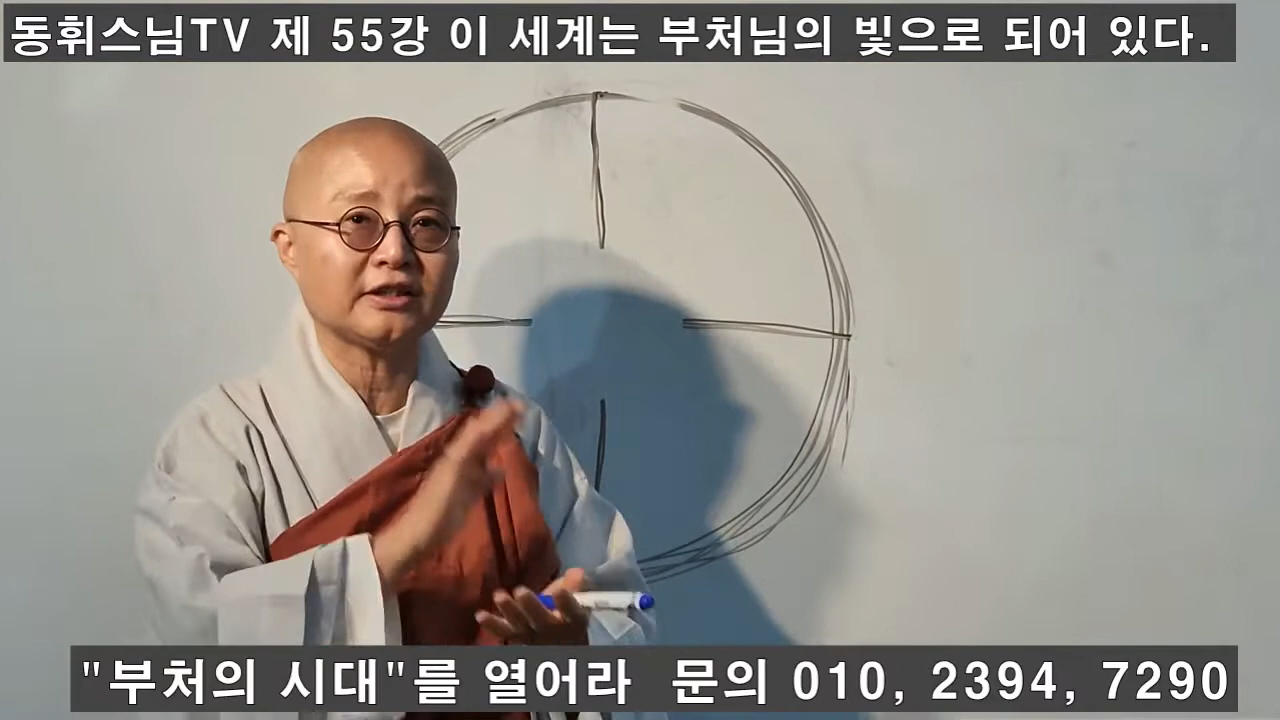 동휘스님TV 제 55강 이 세계는 부처님의 빛으로 되어 있다.
"부처의 시대"를 열어라 문의 010, 2394, 7290